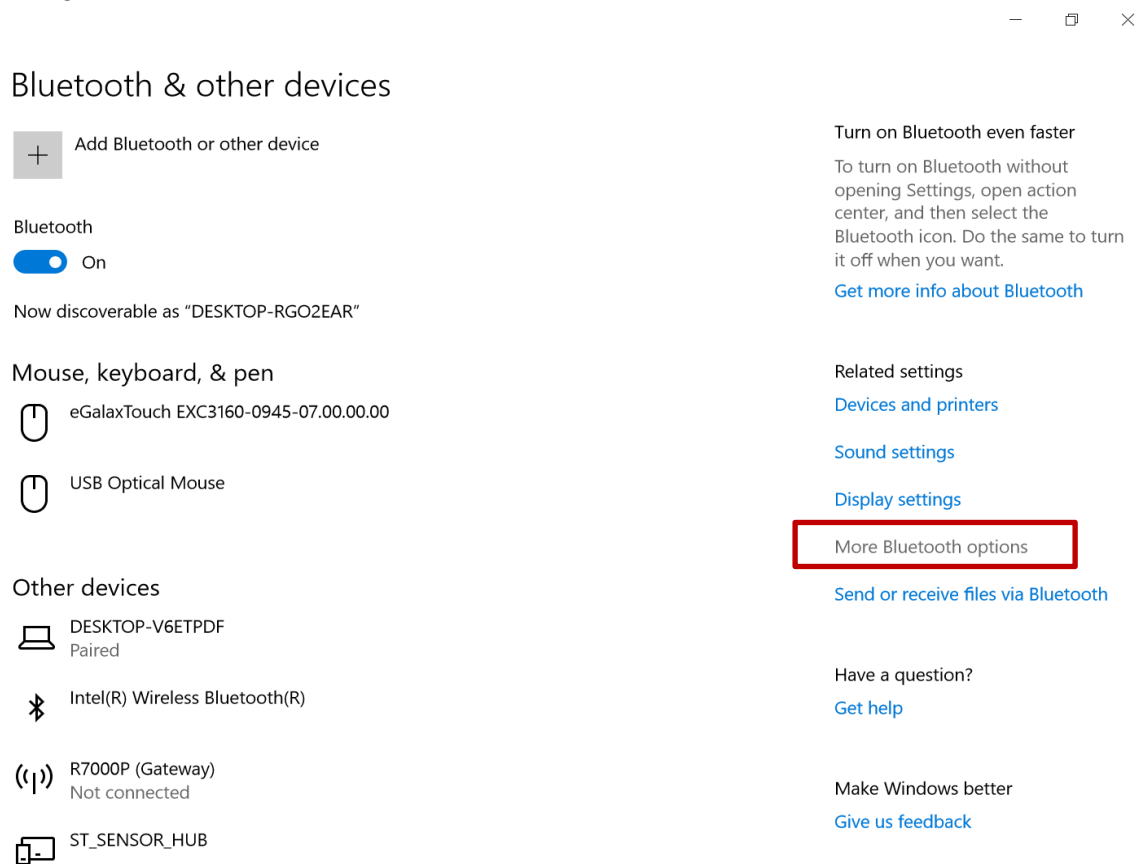 Bluetooth & other devices
Add Bluetooth or other device
Bluetooth
On
Now discoverable as “DESKTOP-RGO2EAR”
Mouse, keyboard, & pen
eGalaxTouch EXC3160-0945-07.00.00.00
USB Optical Mouse
Other devices
DESKTOP-V6ETPDF
Paired
Intel(R) Wireless Bluetooth(R)
R7000P (Gateway)
Not connected
ST_SENSOR_HUB
Turn on Bluetooth even faster
To turn on Bluetooth without
opening Settings, open action
center, and then select the
Bluetooth icon. Do the same to turn
it off when you want.
Get more info about Bluetooth
Related settings
Devices and printers
Sound settings
Display settings
More Bluetooth options
Send or receive files via Bluetooth
Have a question?
Get help
Make Windows better
Give us feedback